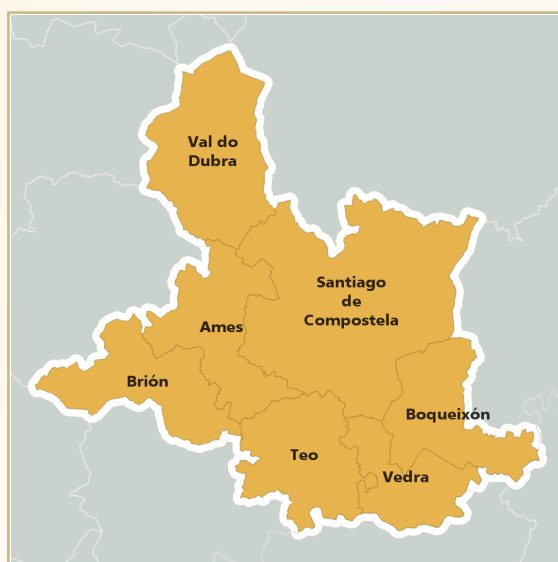 Val do
Dubra
Santiago
de
Compostela
Ames
Brión
Boqueixón
Teo
Vedra